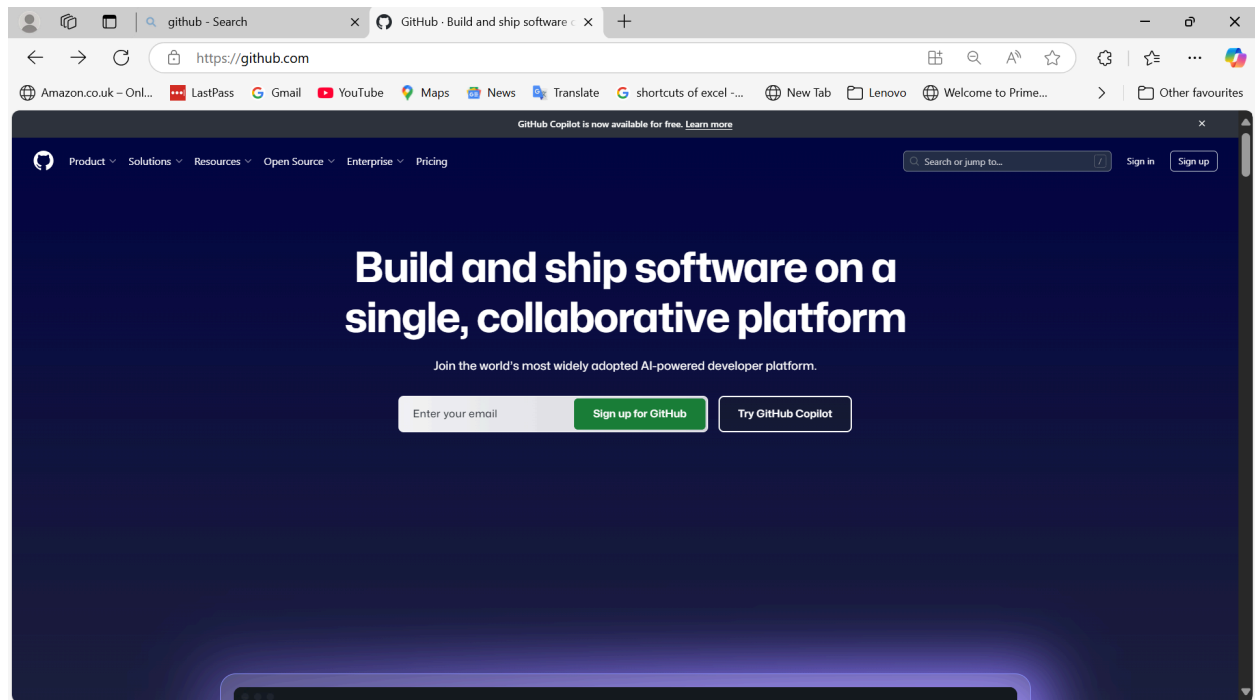 github - Search
GitHub · Build and ship software
https://github.com
Amazon.co.uk – Onl...
LastPass
Gmail
YouTube
Maps
News
Translate
shortcuts of excel -...
New Tab
Lenovo
Welcome to Prime...
Other favourites
GitHub Copilot is now available for free. Learn more
Product
Solutions
Resources
Open Source
Enterprise
Pricing
Search or jump to...
/
Sign in
Sign up
Build and ship software on a
single, collaborative platform
Join the world's most widely adopted AI-powered developer platform.
Enter your email
Sign up for GitHub
Try GitHub Copilot